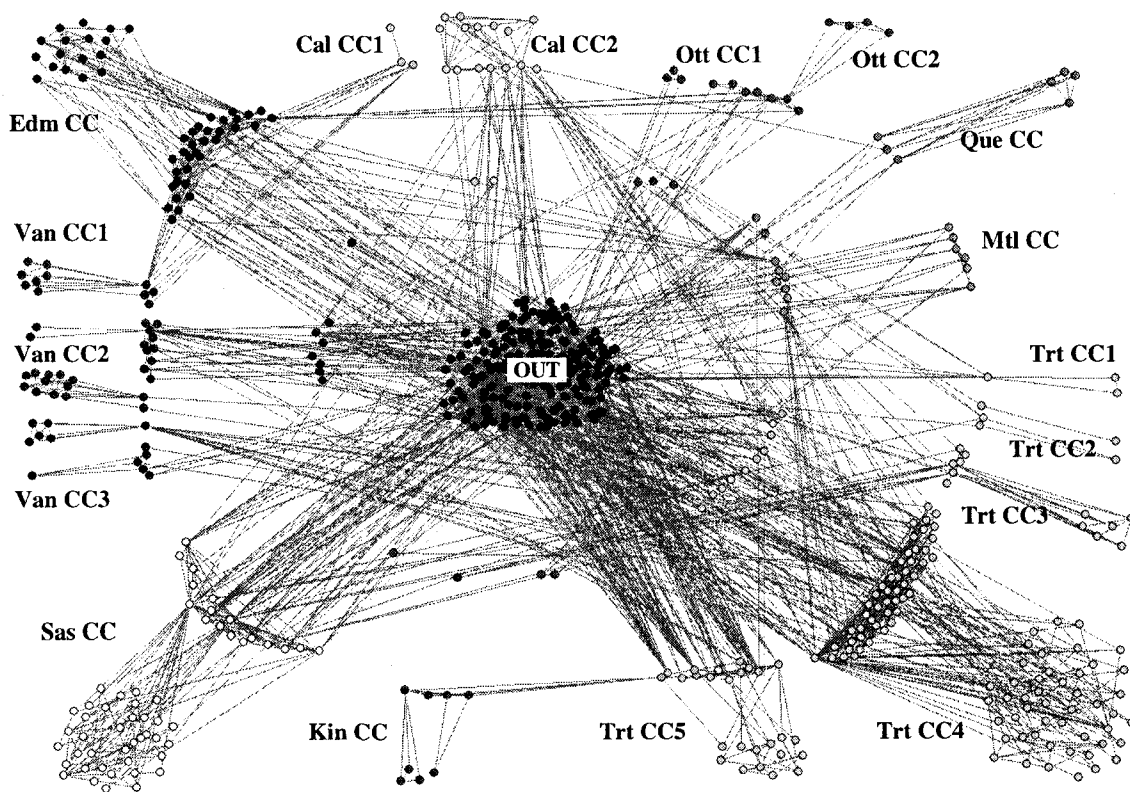 Cal CC1
Cal CC2
Ott CC1
Ott CC2
Edm CC
Que CC
Van CC1
Mtl CC
Van CC2
OUT
Trt CC1
Trt CC2
Van CC3
Trt CC3
Sas CC
Kin CC
Trt CC5
Trt CC4